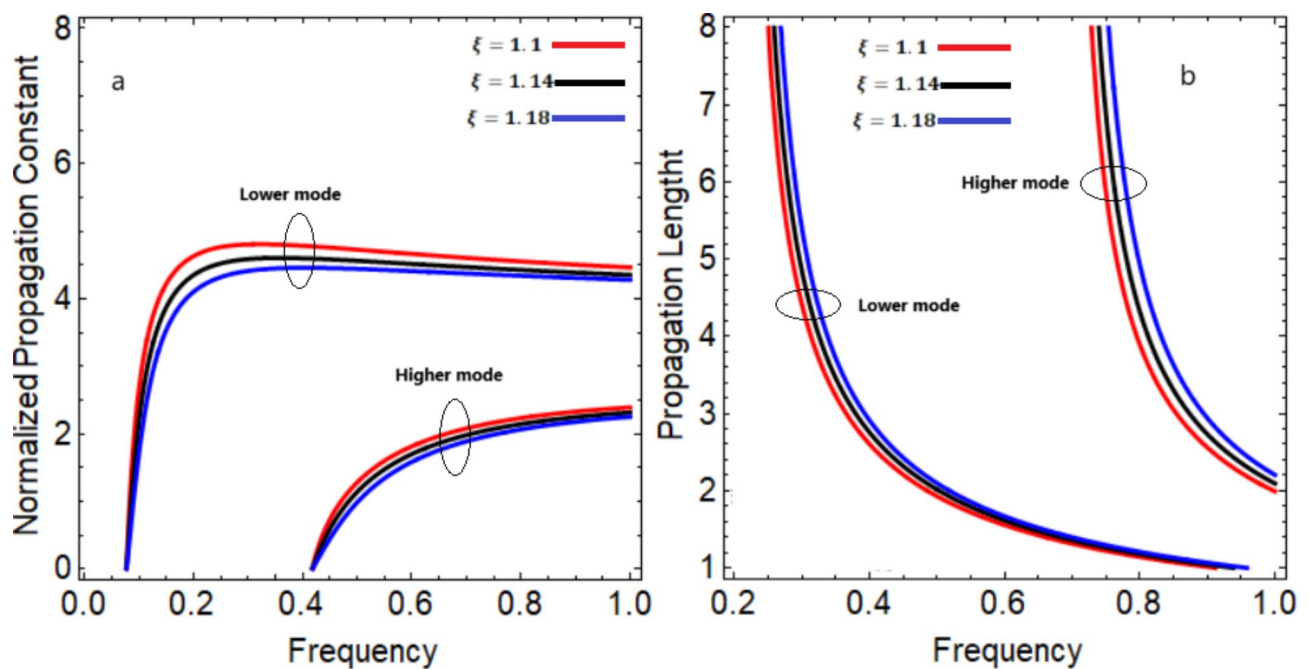 8
6
4
2
0
Normalized Propagation Constant
a
ξ = 1.1
ξ = 1.14
ξ = 1.18
Lower mode
Higher mode
0.0 0.2 0.4 0.6 0.8 1.0
Frequency
8
7
6
5
4
3
2
1
Propagation Lenght
ξ = 1.1
ξ = 1.14
ξ = 1.18
b
Higher mode
Lower mode
0.2 0.4 0.6 0.8 1.0
Frequency